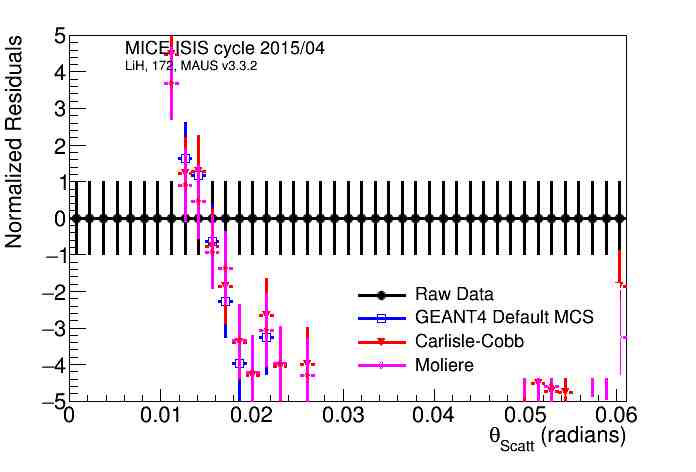 MICE ISIS cycle 2015/04
LiH, 172, MAUS v3.3.2
Normalized Residuals
5
4
3
2
1
0
−1
−2
−3
−4
−5
Raw Data
GEANT4 Default MCS
Carlisle-Cobb
Moliere
0 0.01 0.02 0.03 0.04 0.05 0.06
θScatt (radians)